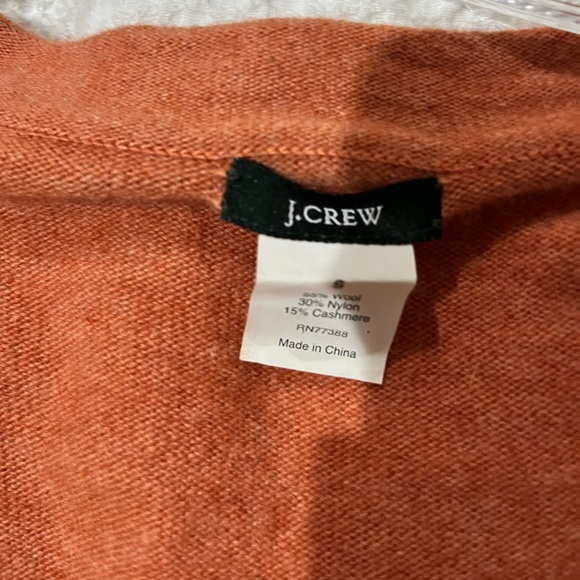 J.CREW
S
55% Wool
30% Nylon
15% Cashmere
RN77388
Made in China